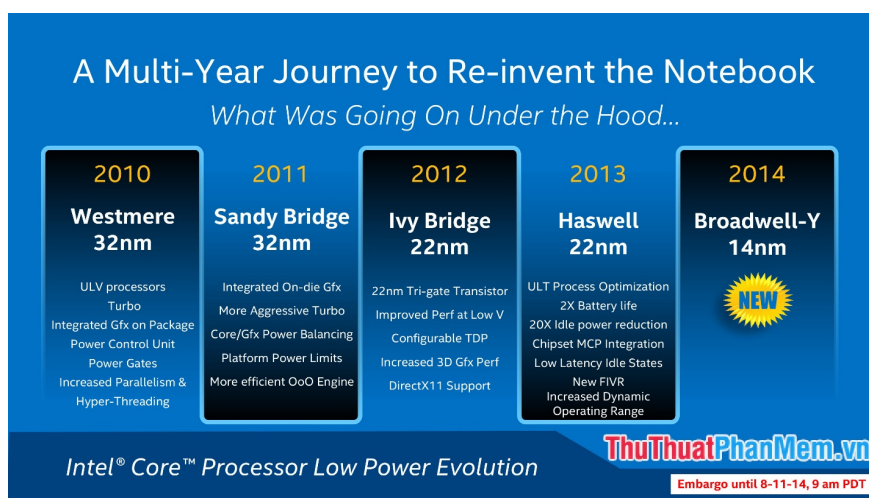 A Multi-Year Journey to Re-invent the Notebook
What Was Going On Under the Hood...
2010
Westmere
32nm
ULV processors
Turbo
Integrated Gfx on Package
Power Control Unit
Power Gates
Increased Parallelism &
Hyper-Threading
2011
Sandy Bridge
32nm
Integrated On-die Gfx
More Aggressive Turbo
Core/Gfx Power Balancing
Platform Power Limits
More efficient OoO Engine
2012
Ivy Bridge
22nm
22nm Tri-gate Transistor
Improved Perf at Low V
Configurable TDP
Increased 3D Gfx Perf
DirectX11 Support
2013
Haswell
22nm
ULT Process Optimization
2X Battery life
20X Idle power reduction
Chipset MCP Integration
Low Latency Idle States
New FIVR
Increased Dynamic
Operating Range
2014
Broadwell-Y
14nm
NEW
Intel® Core™ Processor Low Power Evolution
ThuThuatPhanMem.vn
Embargo until 8-11-14, 9 am PDT